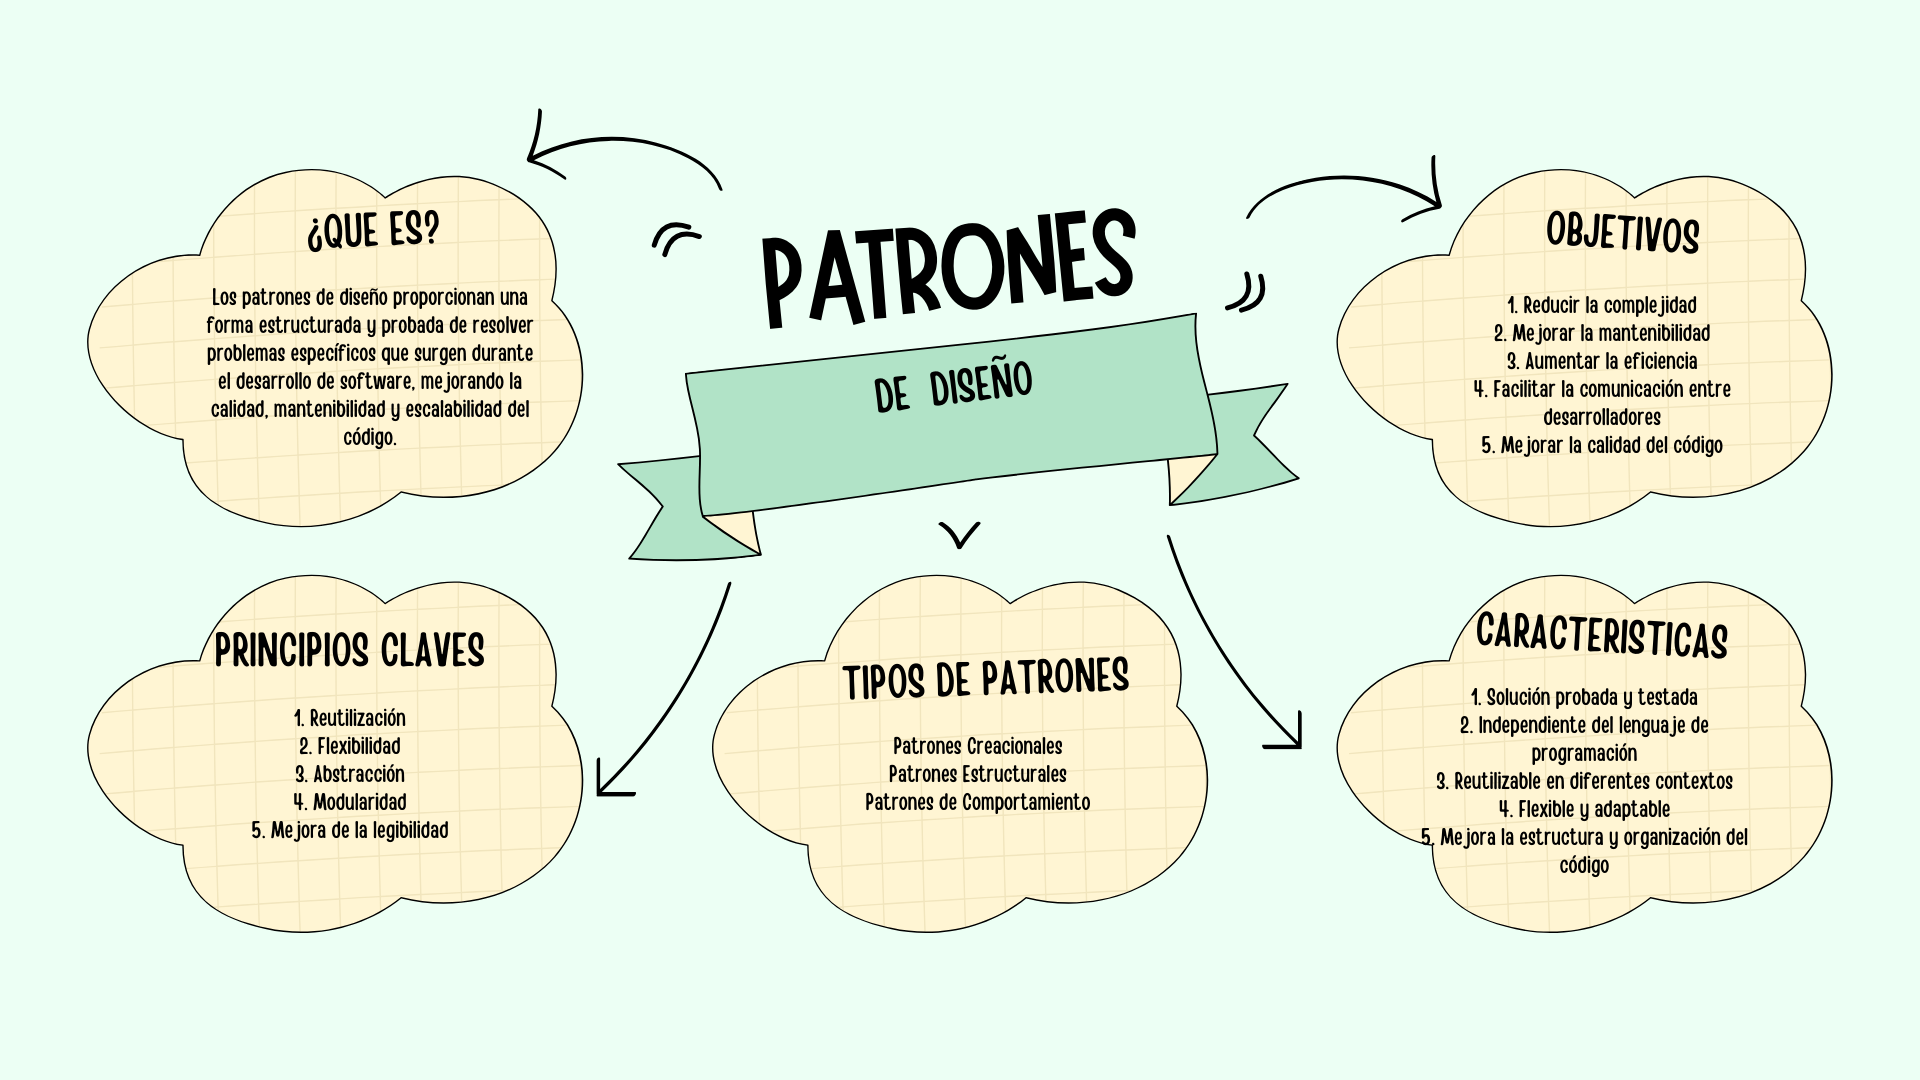 PATRONES
DE DISEÑO
¿QUE ES?
Los patrones de diseño proporcionan una
forma estructurada y probada de resolver
problemas específicos que surgen durante
el desarrollo de software, mejorando la
calidad, mantenibilidad y escalabilidad del
código.
OBJETIVOS
1. Reducir la complejidad
2. Mejorar la mantenibilidad
3. Aumentar la eficiencia
4. Facilitar la comunicación entre
desarrolladores
5. Mejorar la calidad del código
PRINCIPIOS CLAVES
1. Reutilización
2. Flexibilidad
3. Abstracción
4. Modularidad
5. Mejora de la legibilidad
TIPOS DE PATRONES
Patrones Creacionales
Patrones Estructurales
Patrones de Comportamiento
CARACTERISTICAS
1. Solución probada y testada
2. Independiente del lenguaje de
programación
3. Reutilizable en diferentes contextos
4. Flexible y adaptable
5. Mejora la estructura y organización del
código